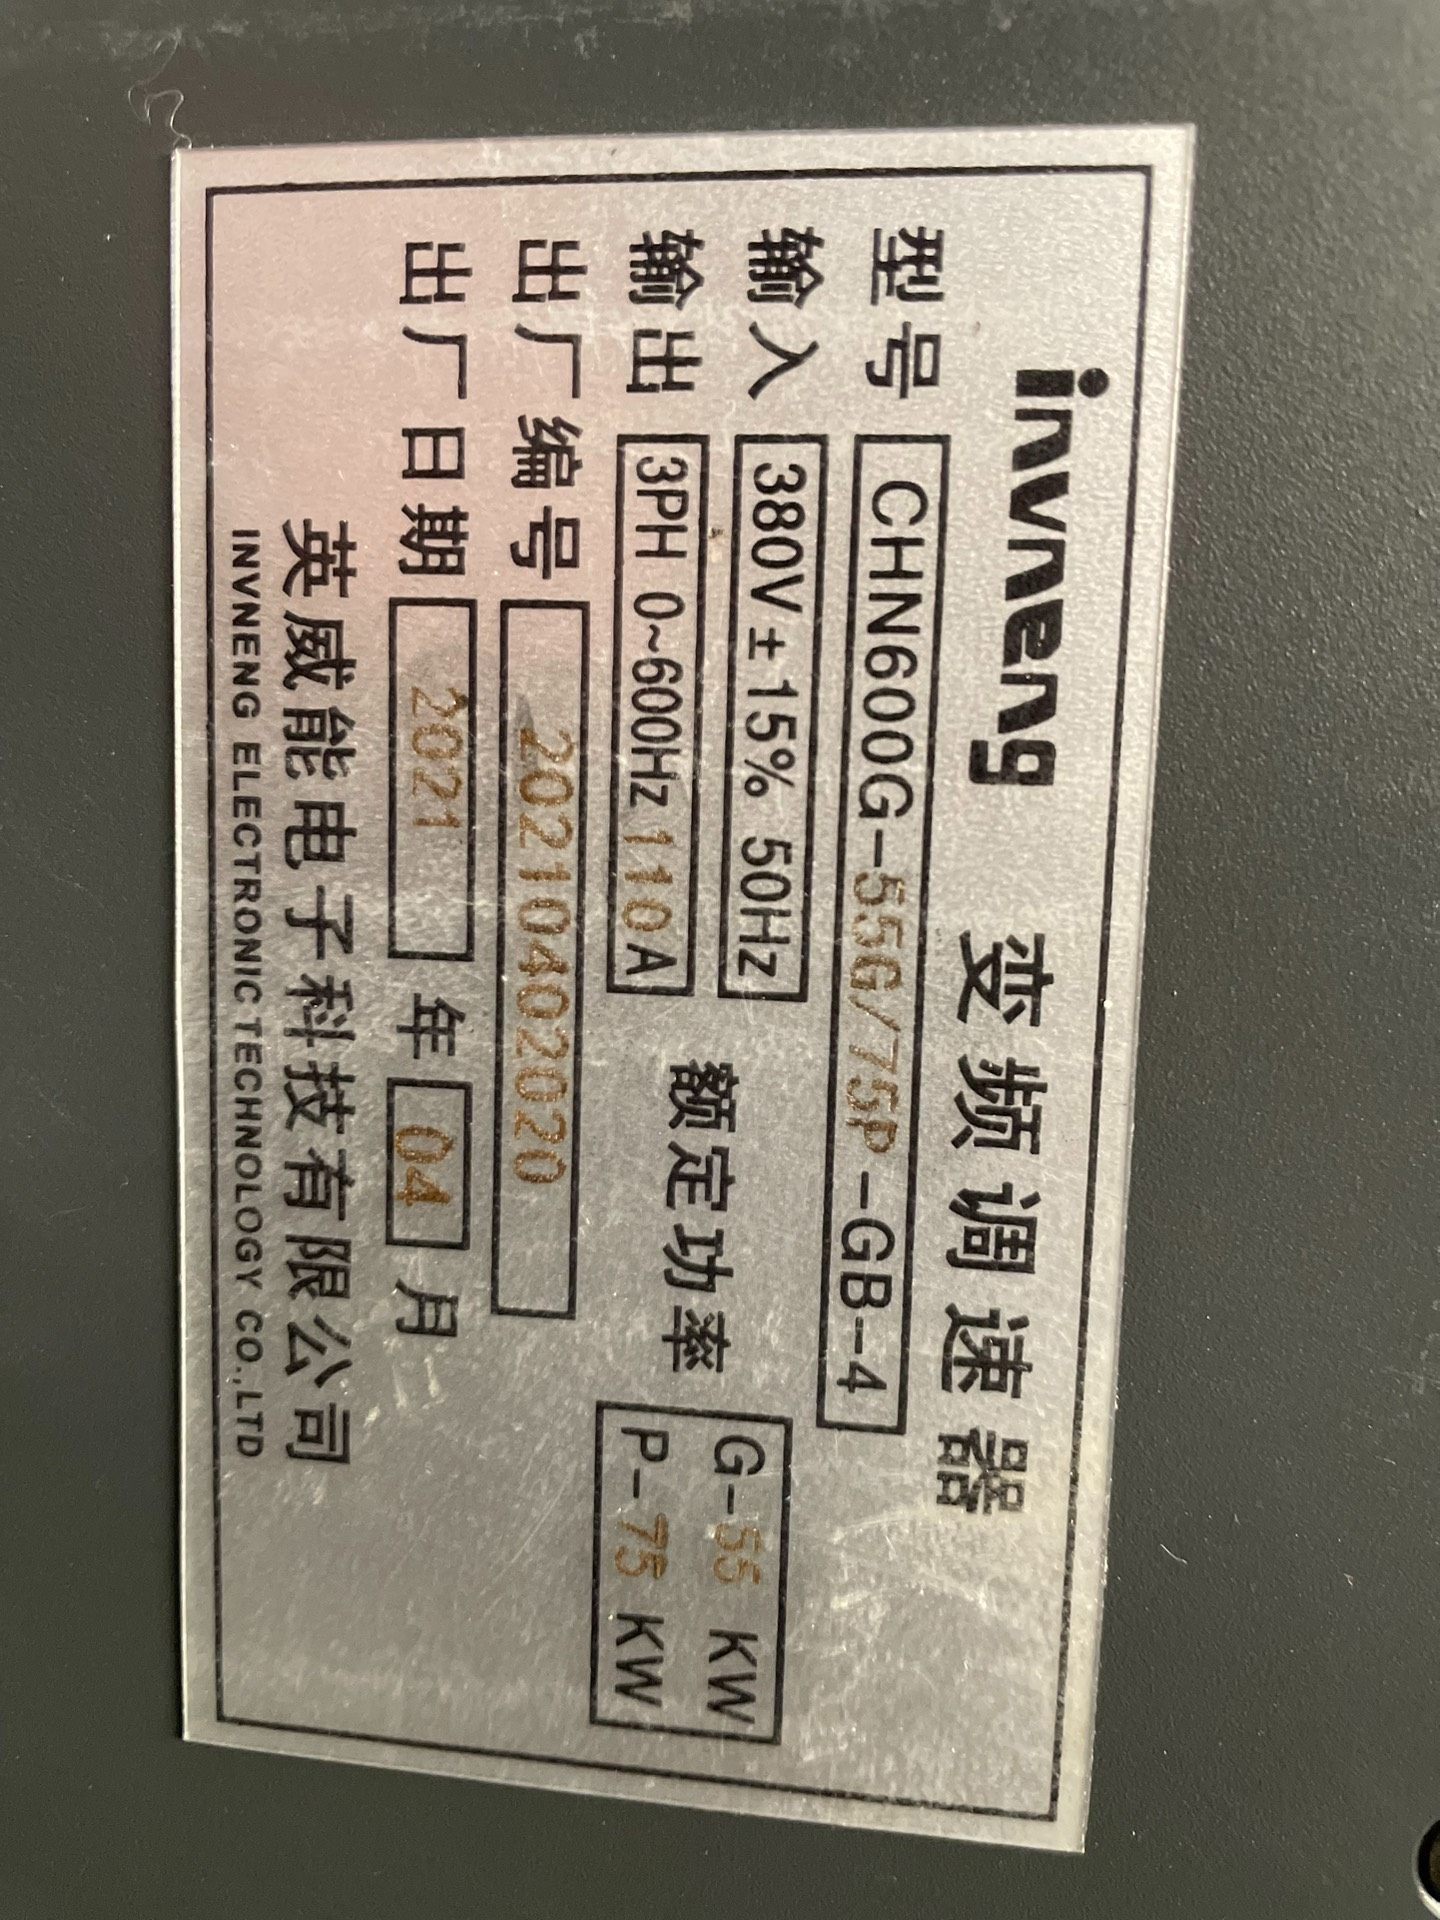 invneng 变频调速器
型号 CHN600G-55G/75P-GB-4
输入 380V±15% 50Hz
输出 3PH 0~600Hz 110A
额定功率 G-55 KW
P-75 KW
出厂编号 20210402020
出厂日期 2021 年 04 月
英威能电子科技有限公司
INVNENG ELECTRONIC TECHNOLOGY CO.,LTD